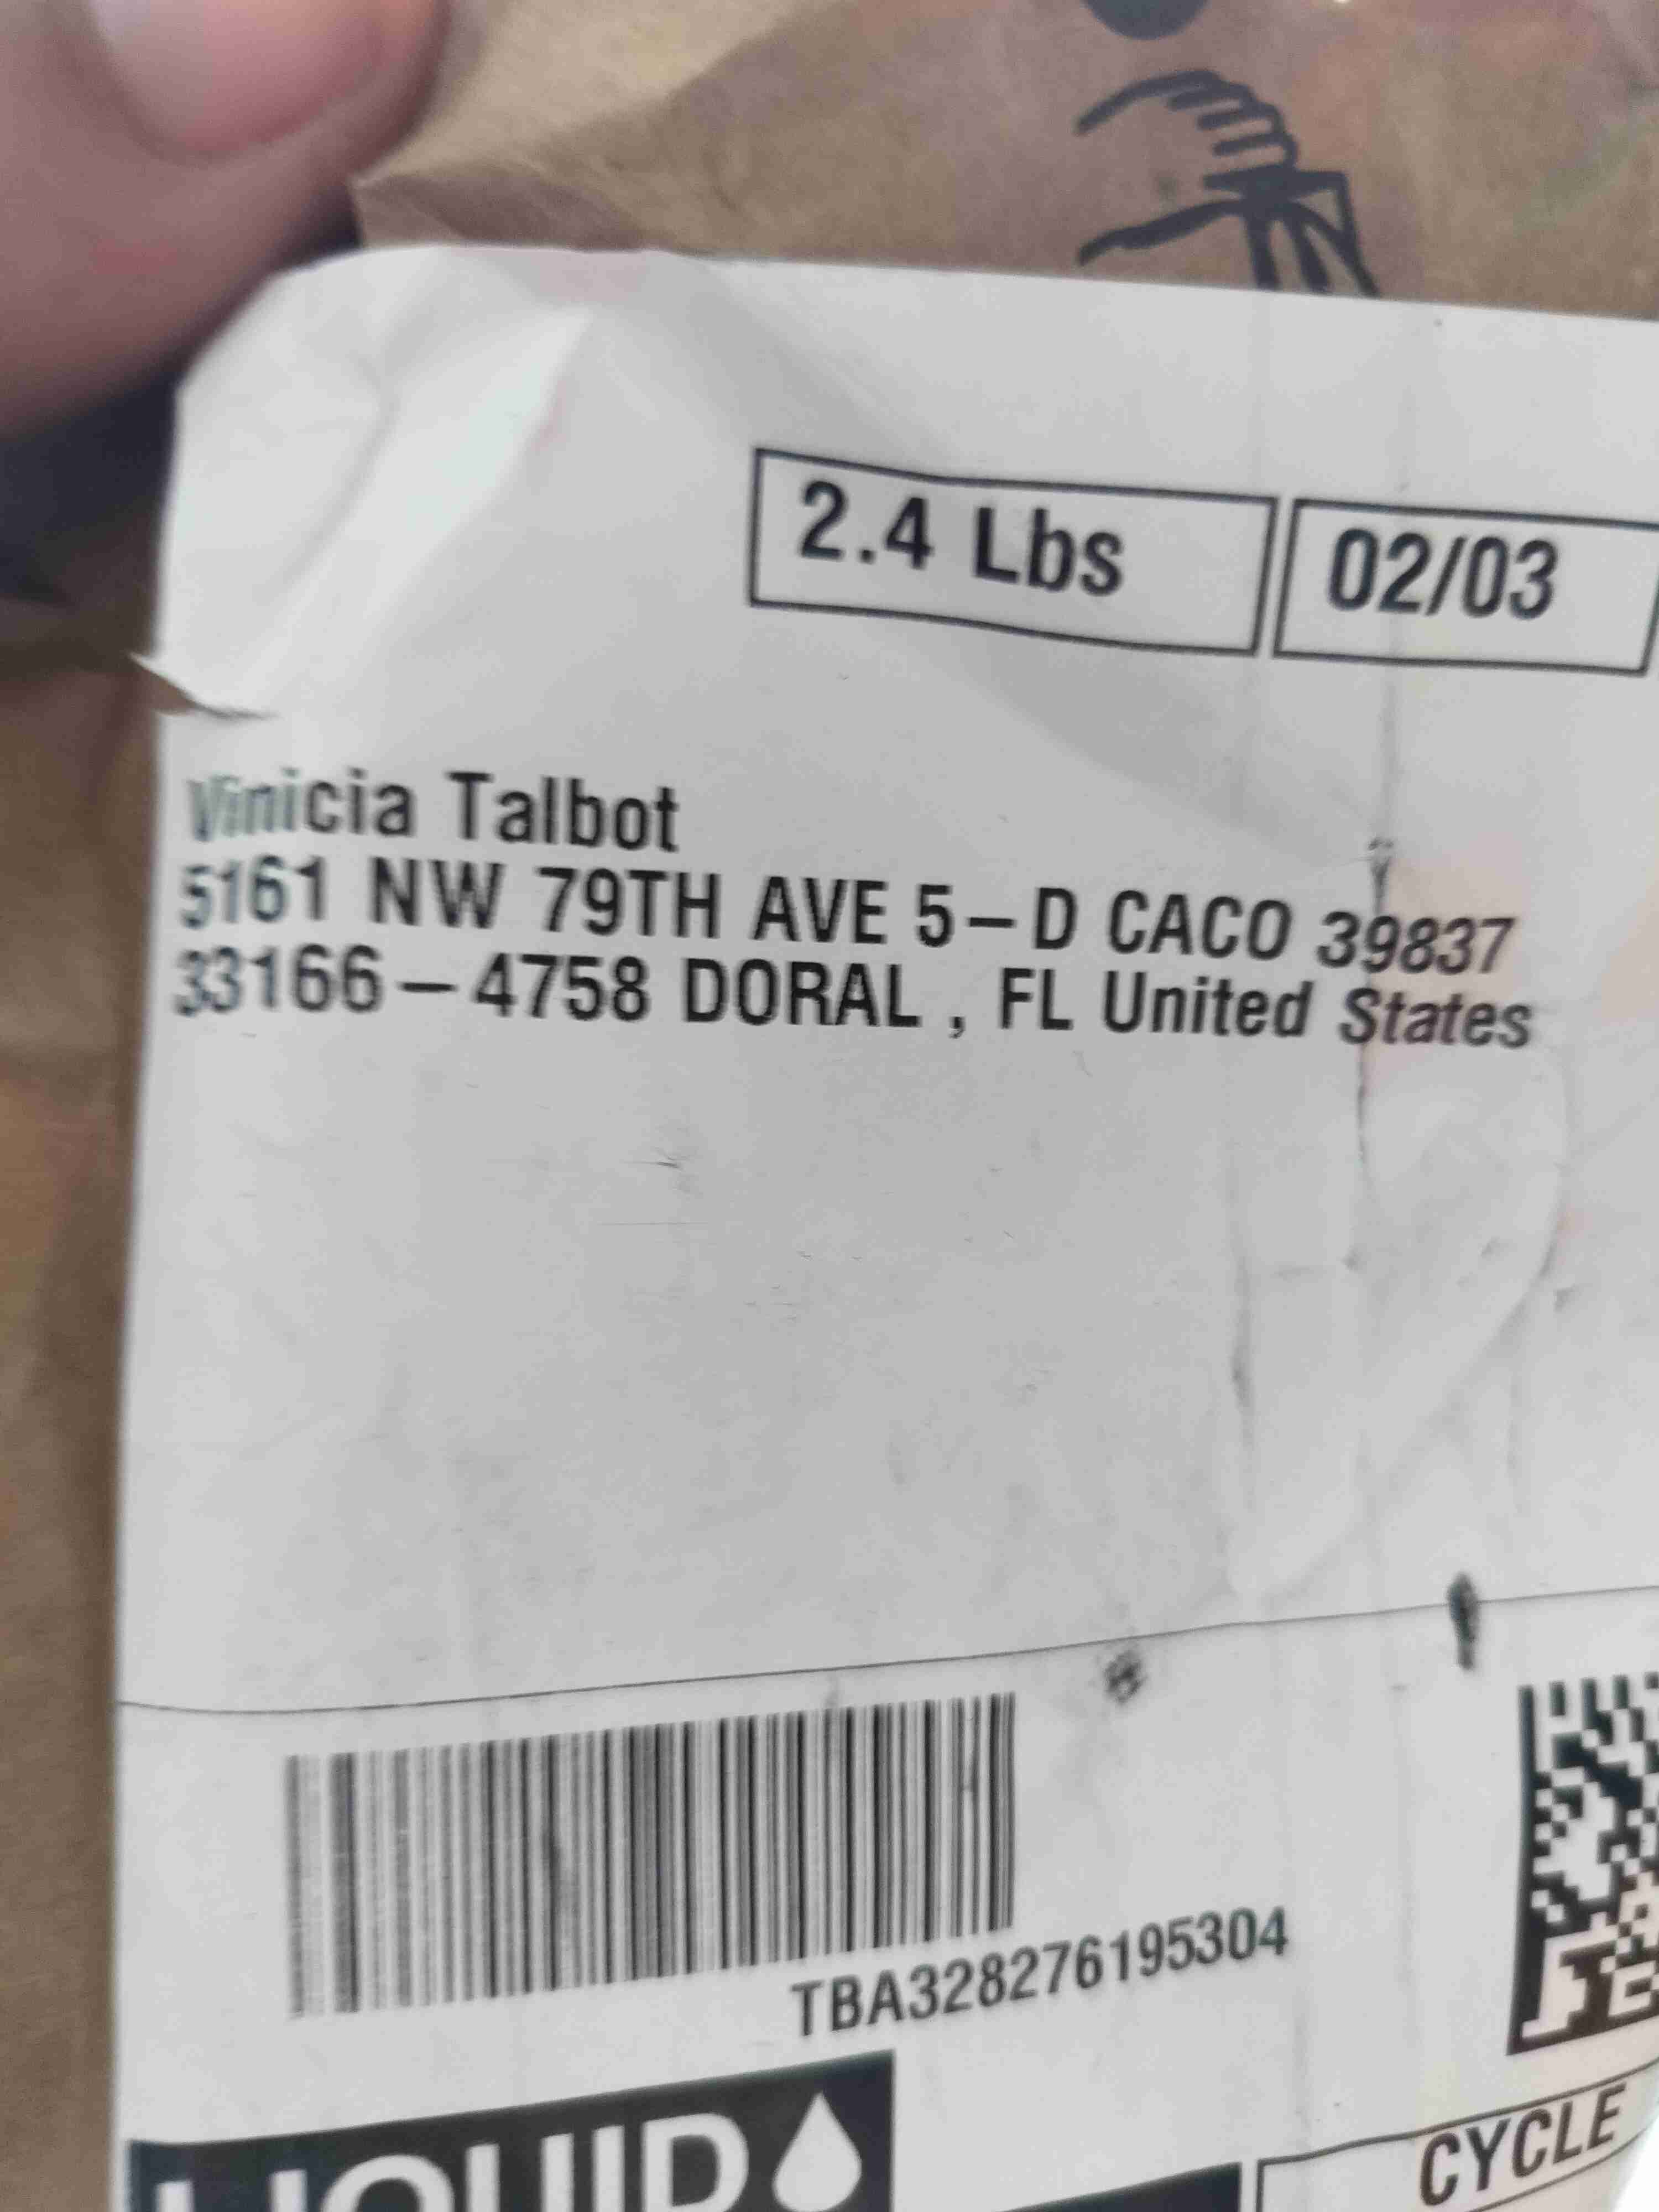 2.4 Lbs 02/03
Vinicia Talbot
5161 NW 79TH AVE 5-D CACO 39837
33166-4758 DORAL , FL United States
TBA328276195304
LIQUID
CYCLE